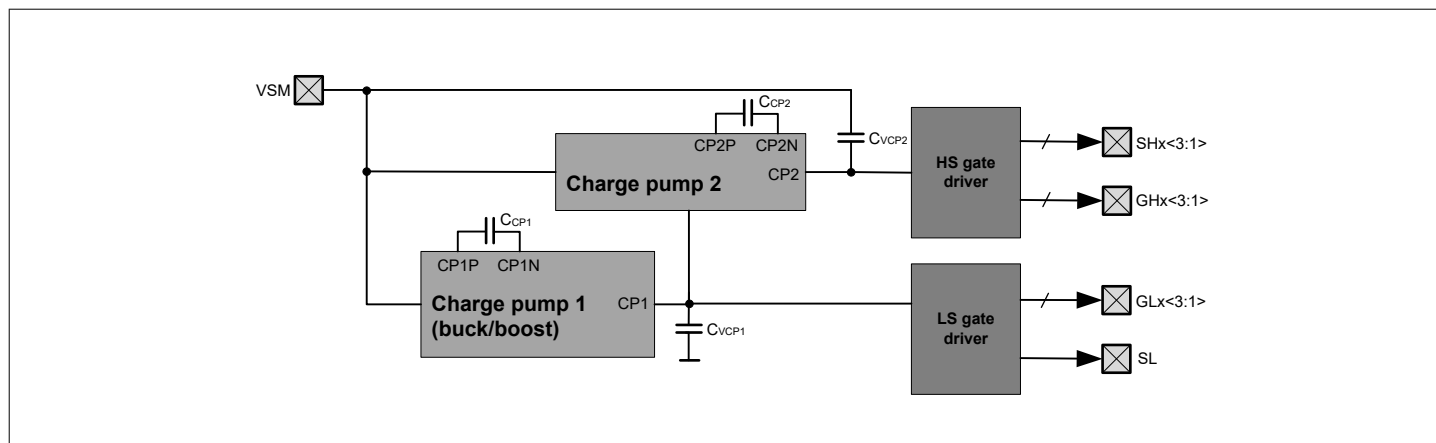 VSM
CCP2
CP2P CP2N
CVCP2
Charge pump 2
CP2
HS gate
driver
SHx<3:1>
GHx<3:1>
CCP1
CP1P CP1N
Charge pump 1
(buck/boost)
CP1
CVCP1
LS gate
driver
GLx<3:1>
SL